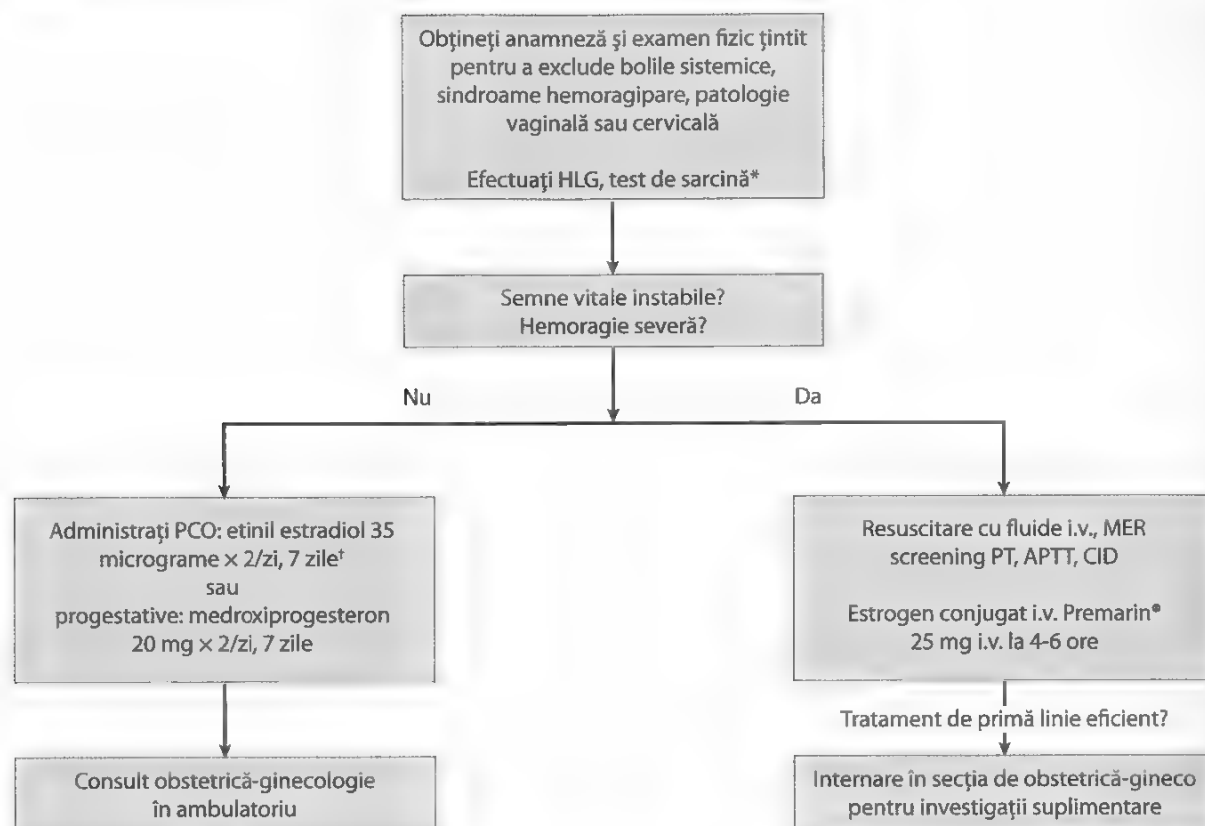 Obțineți anamneză și examen fizic țintit
pentru a exclude bolile sistemice,
sindroame hemoragipare, patologie
vaginală sau cervicală
Efectuați HLG, test de sarcină*
Semne vitale instabile?
Hemoragie severă?
Nu
Da
Administrați PCO: etinil estradiol 35
micrograme × 2/zi, 7 zile†
sau
progestative: medroxiprogesteron
20 mg × 2/zi, 7 zile
Resuscitare cu fluide i.v., MER
screening PT, APTT, CID
Estrogen conjugat i.v. Premarin®
25 mg i.v. la 4-6 ore
Tratament de primă linie eficient?
Consult obstetrică-ginecologie
în ambulatoriu
Internare în secția de obstetrică-gineco
pentru investigații suplimentare